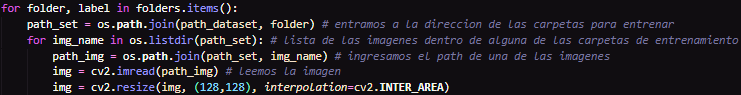 for folder, label in folders.items():
    path_set = os.path.join(path_dataset, folder) # entramos a la direccion de las carpetas para entrenar
    for img_name in os.listdir(path_set): # lista de las imagenes dentro de alguna de las carpetas de entrenamiento
        path_img = os.path.join(path_set, img_name) # ingresamos el path de una de las imagenes
        img = cv2.imread(path_img) # leemos la imagen
        img = cv2.resize(img, (128,128), interpolation=cv2.INTER_AREA)